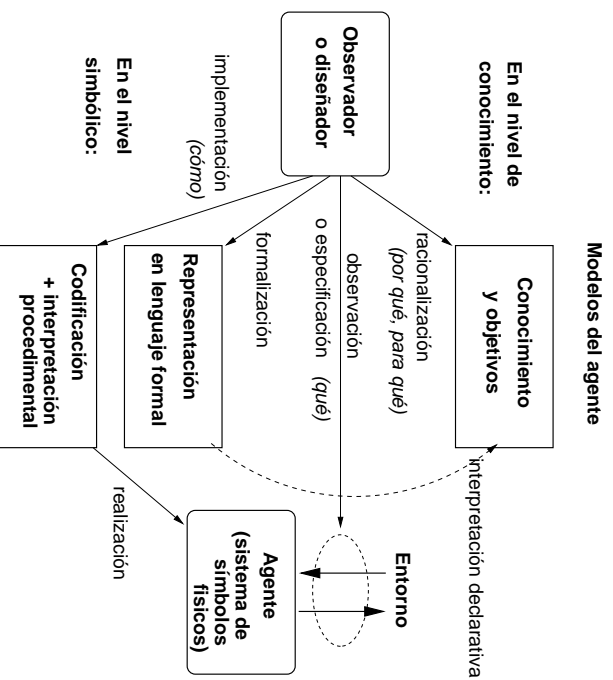 Modelos del agente
En el nivel de
conocimiento:
Conocimiento
y objetivos
interpretación declarativa
racionalización
(por qué, para qué)
Observador
o diseñador
observación
o especificación (qué)
Entorno
formalización
Representación
en lenguaje formal
Agente
(sistema de
símbolos
fisicos)
implementación
(cómo)
En el nivel
simbólico:
Codificación
+ interpretación
procedimental
realización